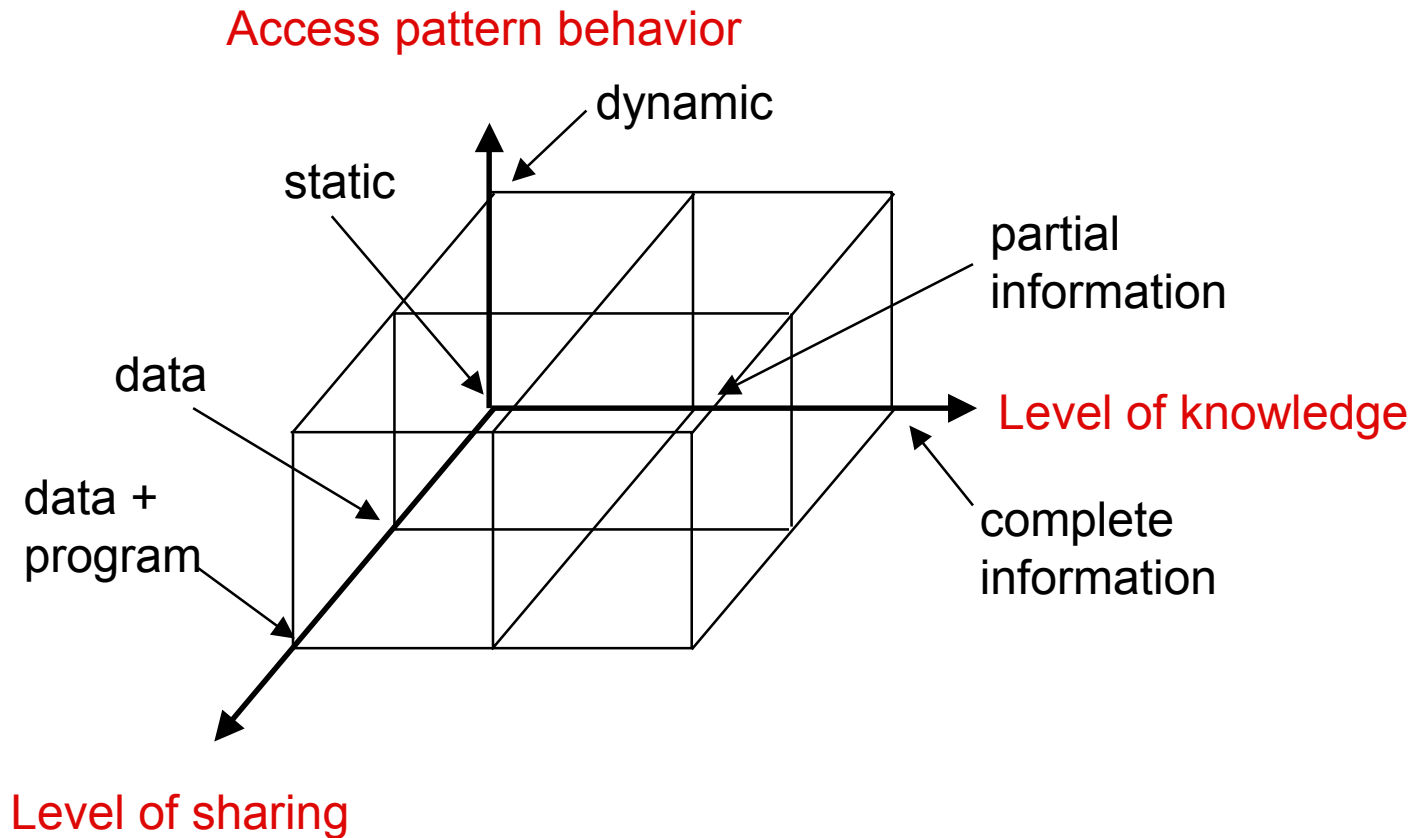 Access pattern behavior
dynamic
static
partial
information
data
Level of knowledge
data +
program
complete
information
Level of sharing